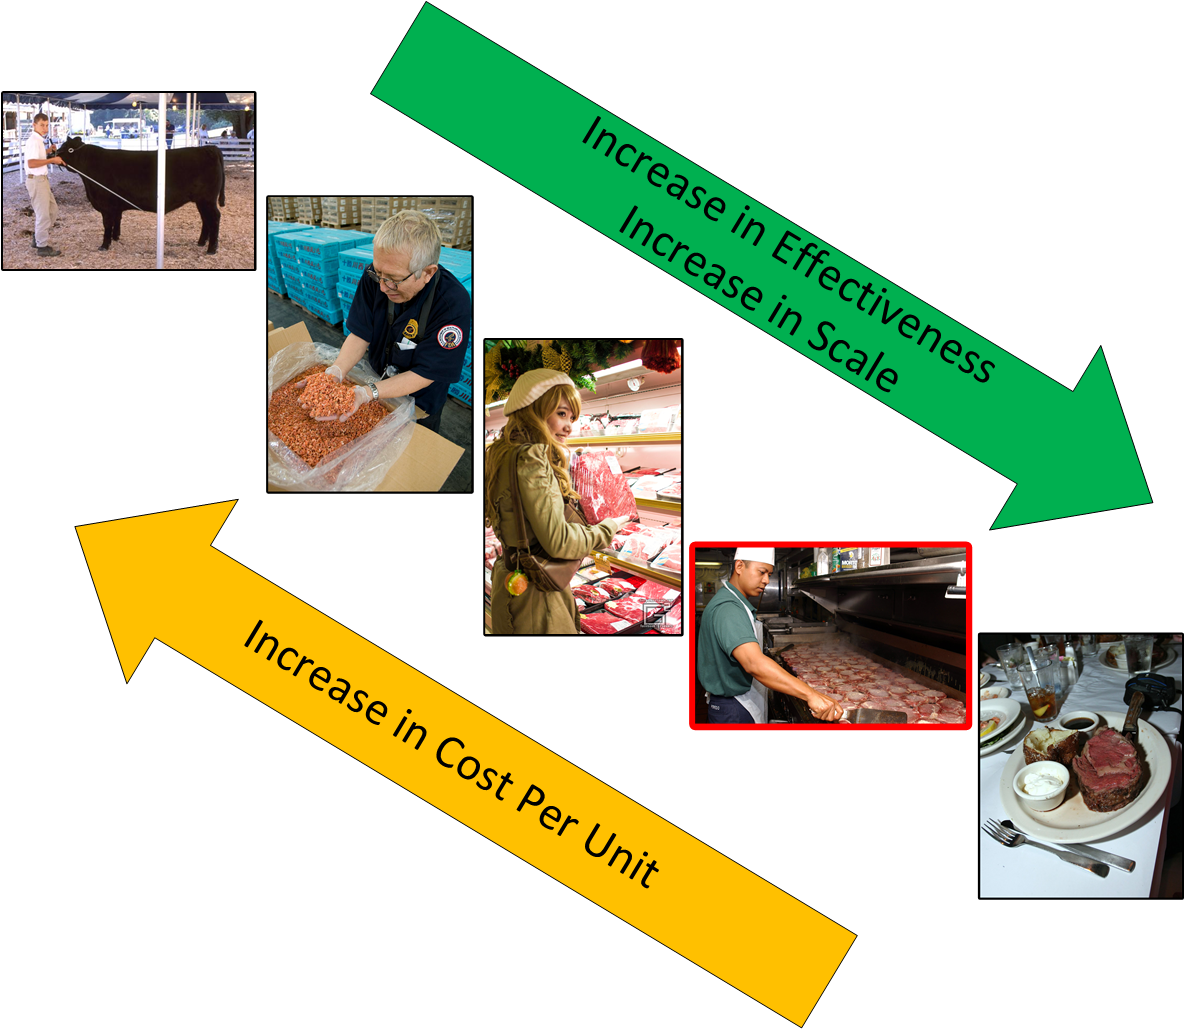 Increase in Effectiveness
Increase in Scale
Increase in Cost Per Unit